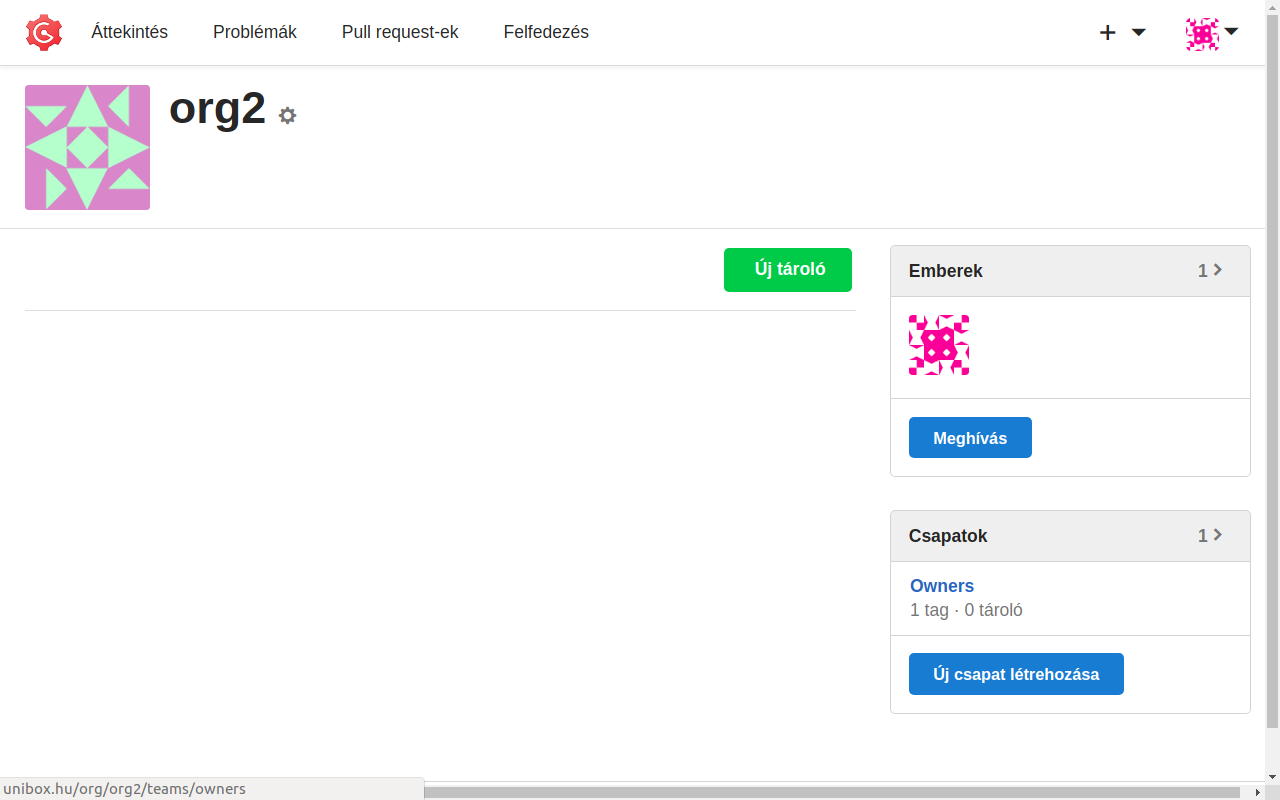 Áttekintés
Problémák
Pull request-ek
Felfedezés
org2
Új tároló
Emberek
1
Meghívás
Csapatok
1
Owners
1 tag · 0 tároló
Új csapat létrehozása
unibox.hu/org/org2/teams/owners